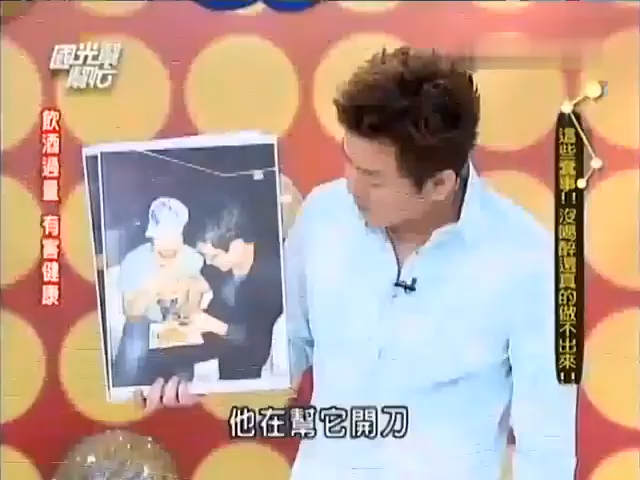 國光幫
幫忙
飲酒過量 有害健康
這些蠢事!!沒喝醉還真的做不出來!!
他在幫它開刀